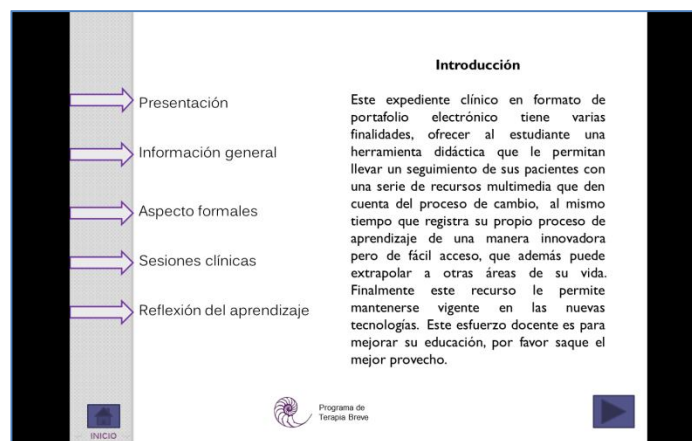 Presentación
Información general
Aspecto formales
Sesiones clínicas
Reflexión del aprendizaje
Introducción
Este expediente clínico en formato de
portafolio electrónico tiene varias
finalidades, ofrecer al estudiante una
herramienta didáctica que le permitan
llevar un seguimiento de sus pacientes con
una serie de recursos multimedia que den
cuenta del proceso de cambio, al mismo
tiempo que registra su propio proceso de
aprendizaje de una manera innovadora
pero de fácil acceso, que además puede
extrapolar a otras áreas de su vida.
Finalmente este recurso le permite
mantenerse vigente en las nuevas
tecnologías. Este esfuerzo docente es para
mejorar su educación, por favor saque el
mejor provecho.
INICIO
Programa de
Terapia Breve